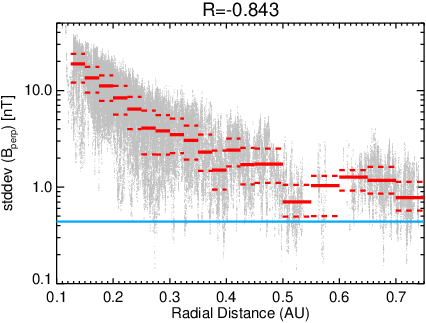 R=-0.843
stddev (Bperp) [nT]
10.0
1.0
0.1
0.1 0.2 0.3 0.4 0.5 0.6 0.7
Radial Distance (AU)